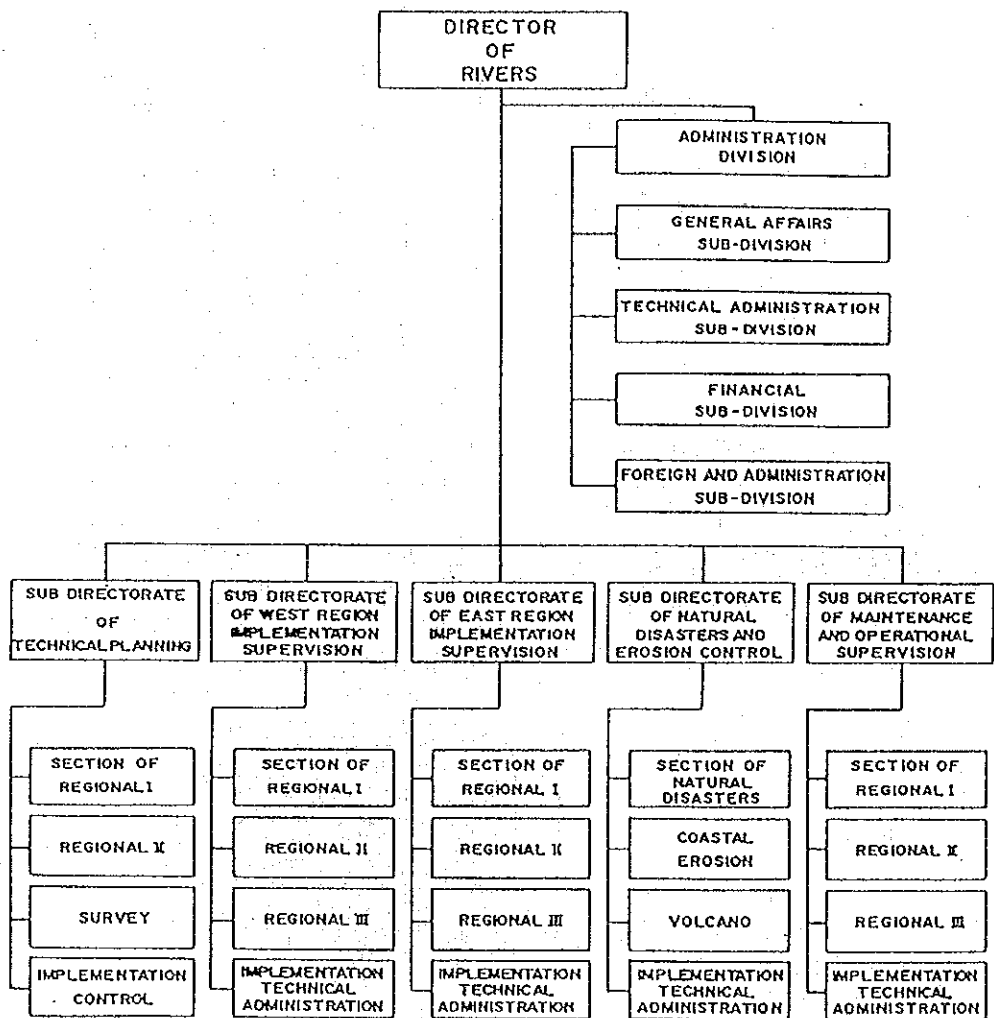 DIRECTOR
OF
RIVERS
ADMINISTRATION
DIVISION
GENERAL AFFAIRS
SUB-DIVISION
TECHNICAL ADMINISTRATION
SUB-DIVISION
FINANCIAL
SUB-DIVISION
FOREIGN AND ADMINISTRATION
SUB-DIVISION
SUB DIRECTORATE
OF
TECHNICAL PLANNING
SUB DIRECTORATE
OF WEST REGION
IMPLEMENTATION
SUPERVISION
SUB DIRECTORATE
OF EAST REGION
IMPLEMENTATION
SUPERVISION
SUB DIRECTORATE
OF NATURAL
DISASTERS AND
EROSION CONTROL
SUB DIRECTORATE
OF MAINTENANCE
AND OPERATIONAL
SUPERVISION
SECTION OF
REGIONAL I
REGIONAL II
SURVEY
IMPLEMENTATION
CONTROL
SECTION OF
REGIONAL I
REGIONAL II
REGIONAL III
IMPLEMENTATION
TECHNICAL
ADMINISTRATION
SECTION OF
REGIONAL I
REGIONAL II
REGIONAL III
IMPLEMENTATION
TECHNICAL
ADMINISTRATION
SECTION OF
NATURAL
DISASTERS
COASTAL
EROSION
VOLCANO
IMPLEMENTATION
TECHNICAL
ADMINISTRATION
SECTION OF
REGIONAL I
REGIONAL II
REGIONAL III
IMPLEMENTATION
TECHNICAL
ADMINISTRATION